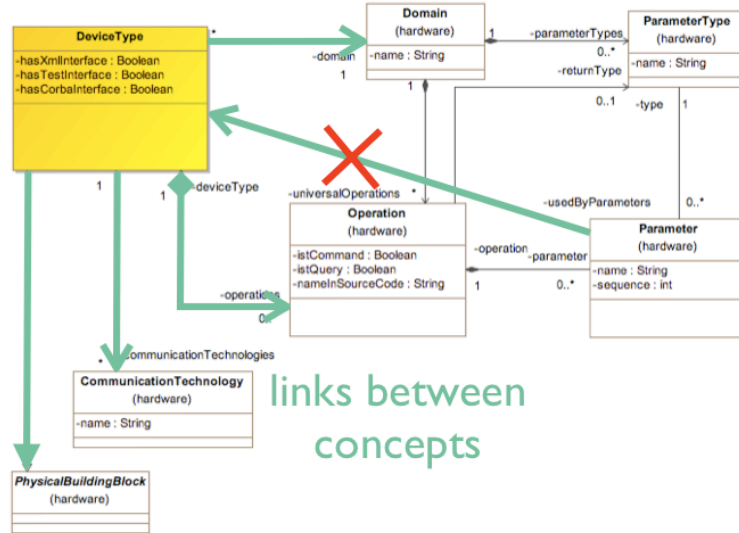 DeviceType
-hasXmlInterface : Boolean
-hasTestInterface : Boolean
-hasCorbaInterface : Boolean
*
-domain
1
Domain
(hardware)
-name : String
1
-parameterTypes
0..*
ParameterType
(hardware)
-name : String
-returnType
0..1
1
-type
1
1
1
-deviceType
-universalOperations
*
-usedByParameters
0..*
Operation
(hardware)
-istCommand : Boolean
-istQuery : Boolean
-nameInSourceCode : String
-operation
1
-parameter
0..*
Parameter
(hardware)
-name : String
-sequence : int
-operations
0..
*
CommunicationTechnologies
CommunicationTechnology
(hardware)
-name : String
links between
concepts
PhysicalBuildingBlock
(hardware)